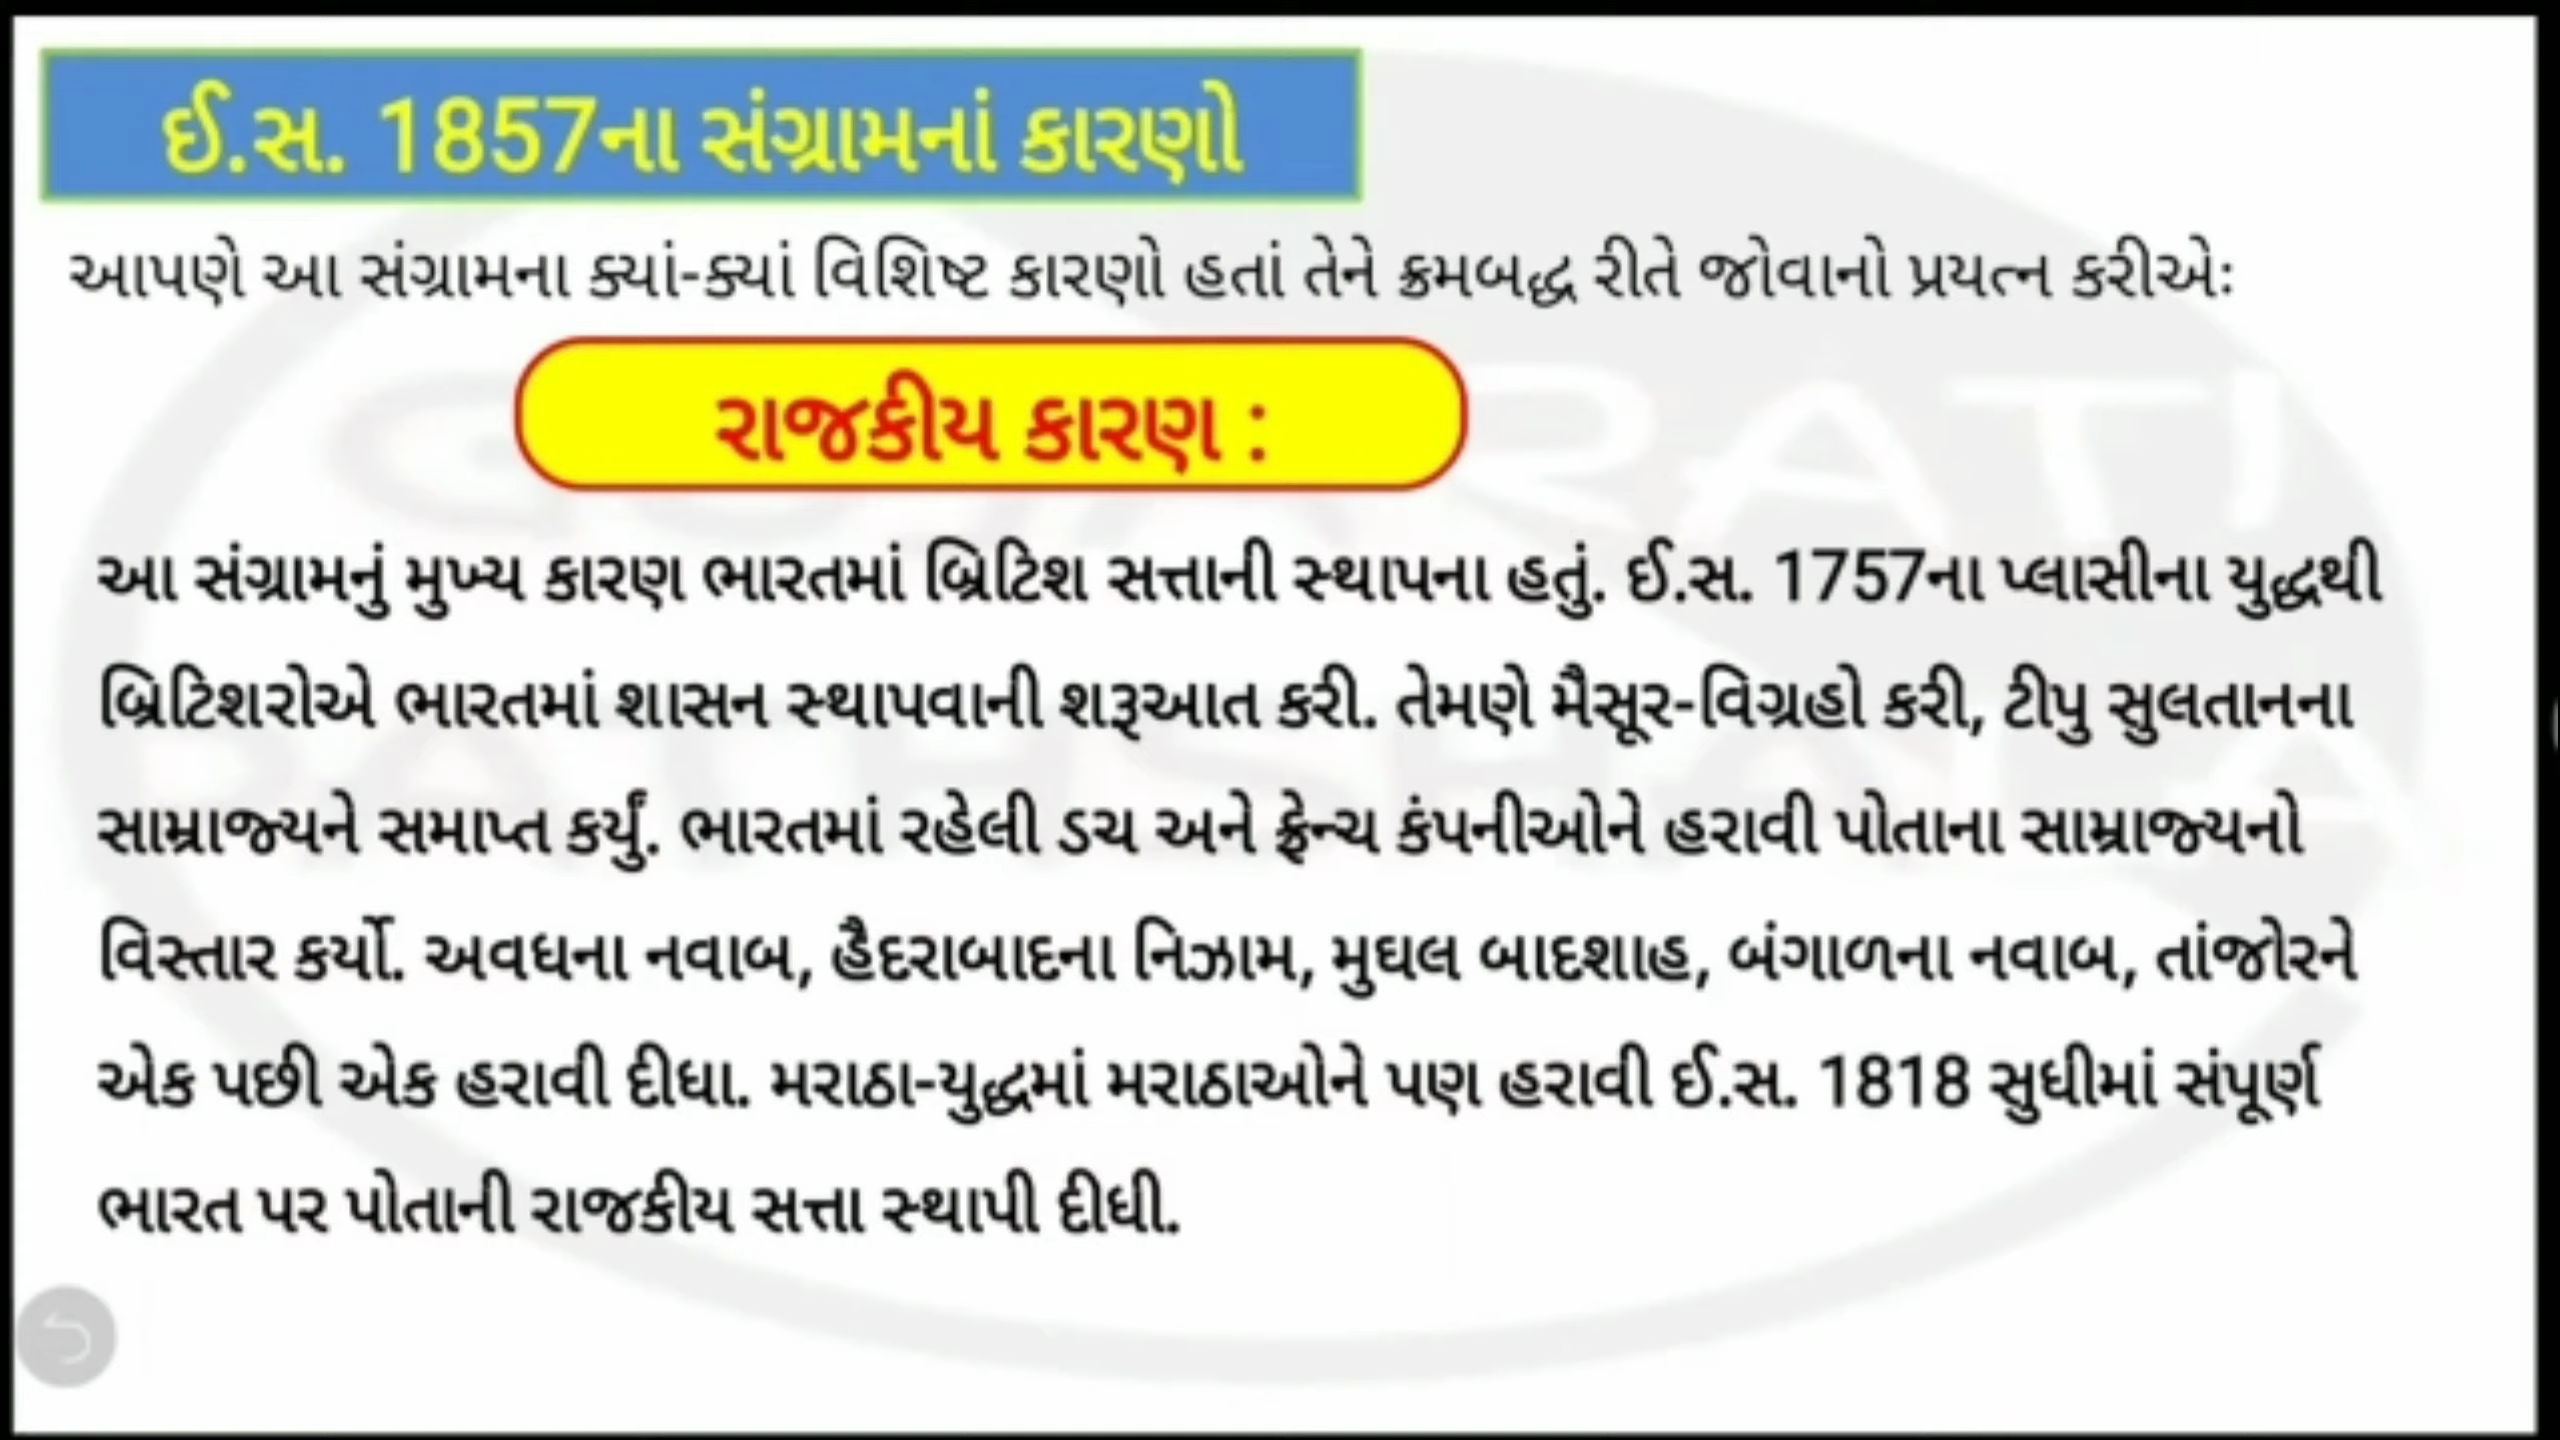 ઈ.સ. 1857ના સંગ્રામનાં કારણો
આપણે આ સંગ્રામના ક્યાં-ક્યાં વિશિષ્ટ કારણો હતાં તેને ક્રમબદ્ધ રીતે જોવાનો પ્રયત્ન કરીએઃ
રાજકીય કારણ :
આ સંગ્રામનું મુખ્ય કારણ ભારતમાં બ્રિટિશ સત્તાની સ્થાપના હતું. ઈ.સ. 1757ના પ્લાસીના યુદ્ધથી
બ્રિટિશરોએ ભારતમાં શાસન સ્થાપવાની શરૂઆત કરી. તેમણે મૈસૂર-વિગ્રહો કરી, ટીપુ સુલતાનના
સામ્રાજ્યને સમાપ્ત કર્યું. ભારતમાં રહેલી ડચ અને ફ્રેન્ચ કંપનીઓને હરાવી પોતાના સામ્રાજ્યનો
વિસ્તાર કર્યો. અવધના નવાબ, હૈદરાબાદના નિઝામ, મુઘલ બાદશાહ, બંગાળના નવાબ, તાંજોરને
એક પછી એક હરાવી દીધા. મરાઠા-યુદ્ધમાં મરાઠાઓને પણ હરાવી ઈ.સ. 1818 સુધીમાં સંપૂર્ણ
ભારત પર પોતાની રાજકીય સત્તા સ્થાપી દીધી.